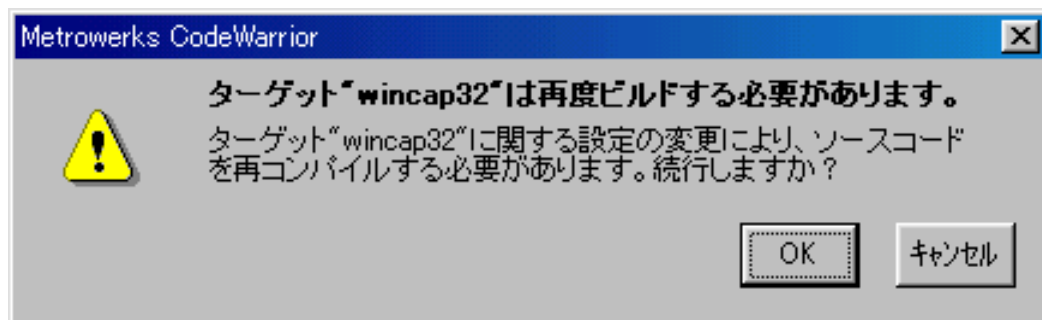 Metrowerks CodeWarrior
ターゲット"wincap32"は再度ビルドする必要があります。
ターゲット"wincap32"に関する設定の変更により、ソースコード
を再コンパイルする必要があります。続行しますか？
OK
ｷｬﾝｾﾙ